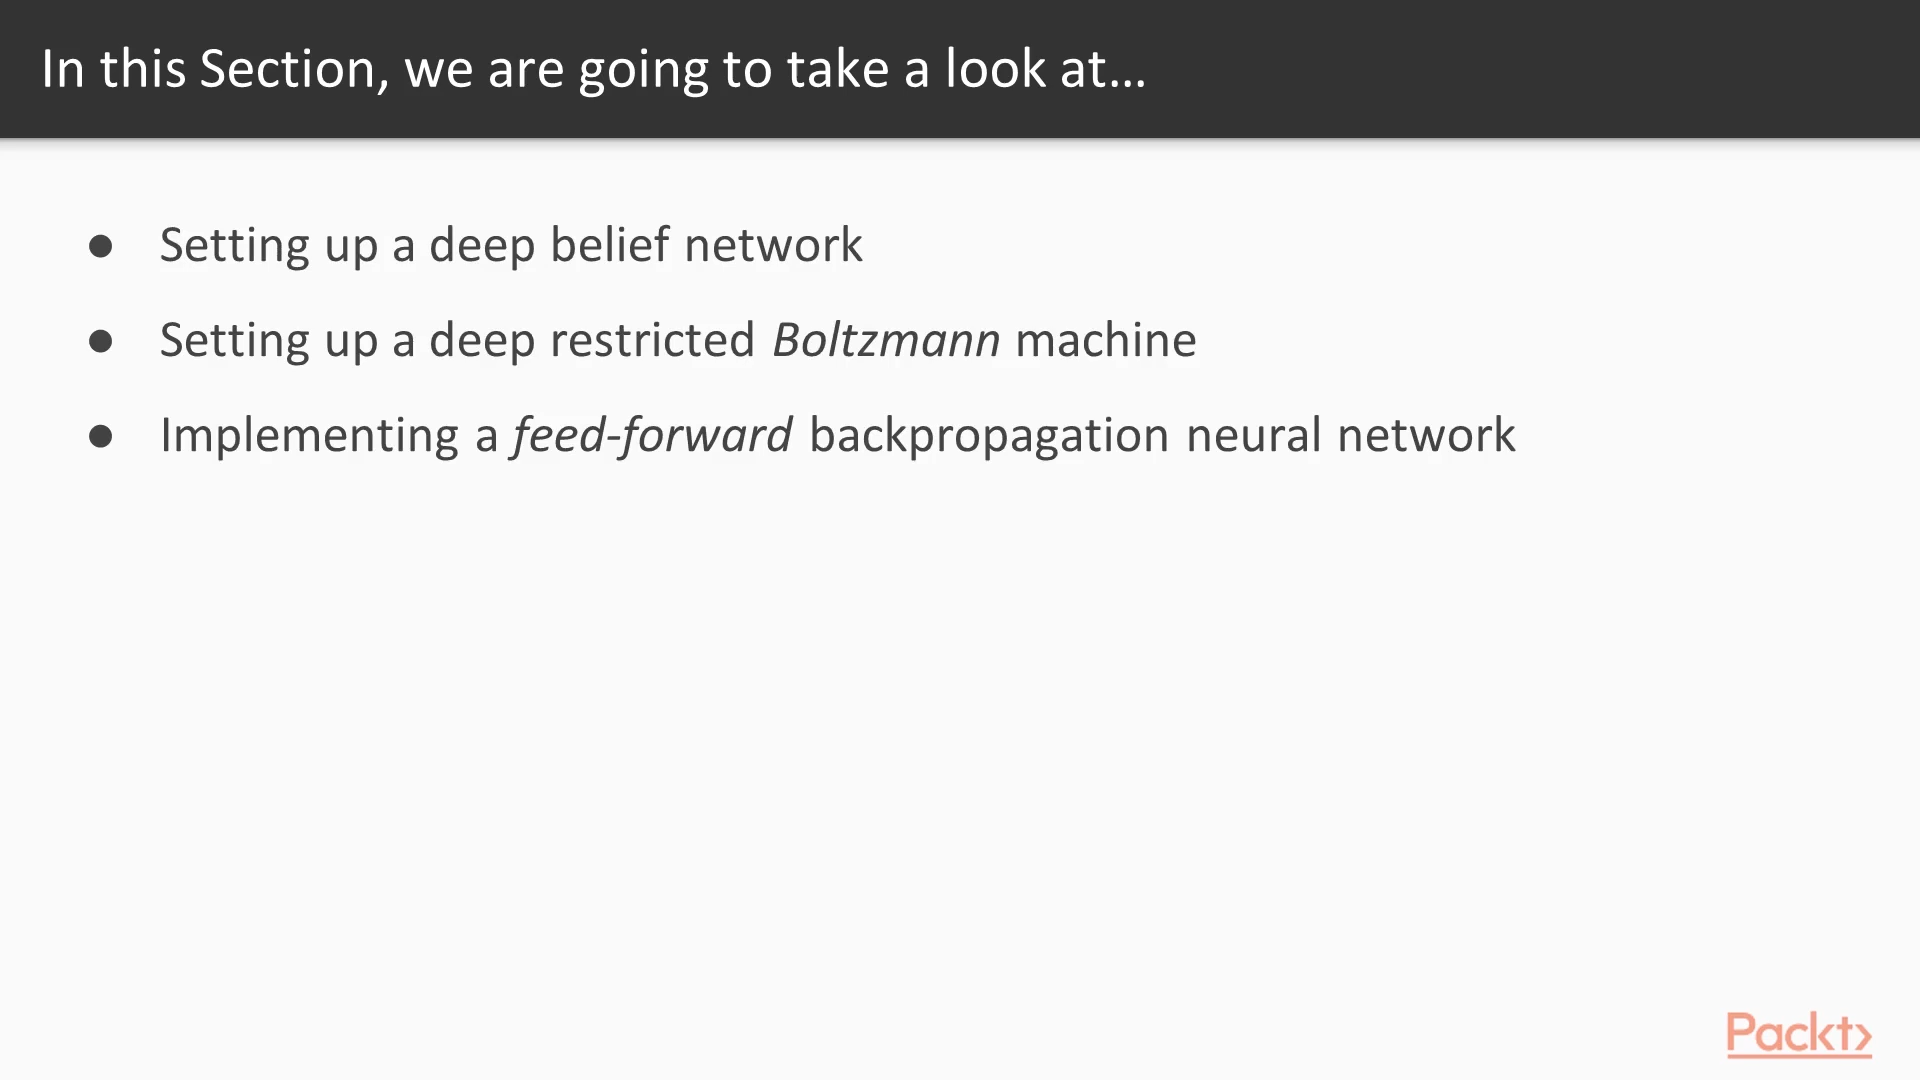 In this Section, we are going to take a look at...
● Setting up a deep belief network
● Setting up a deep restricted Boltzmann machine
● Implementing a feed-forward backpropagation neural network
Packt>